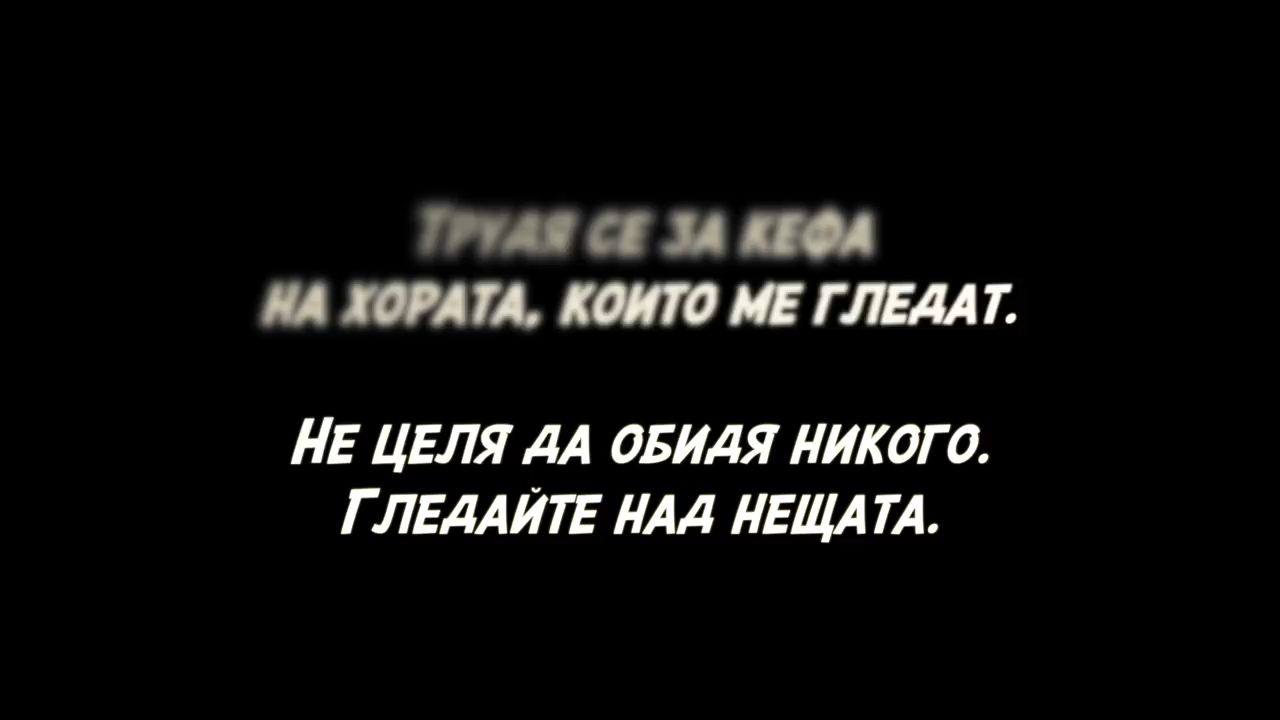 Трудя се за кефа
на хората, които ме гледат.
Не целя да обидя никого.
Гледайте над нещата.